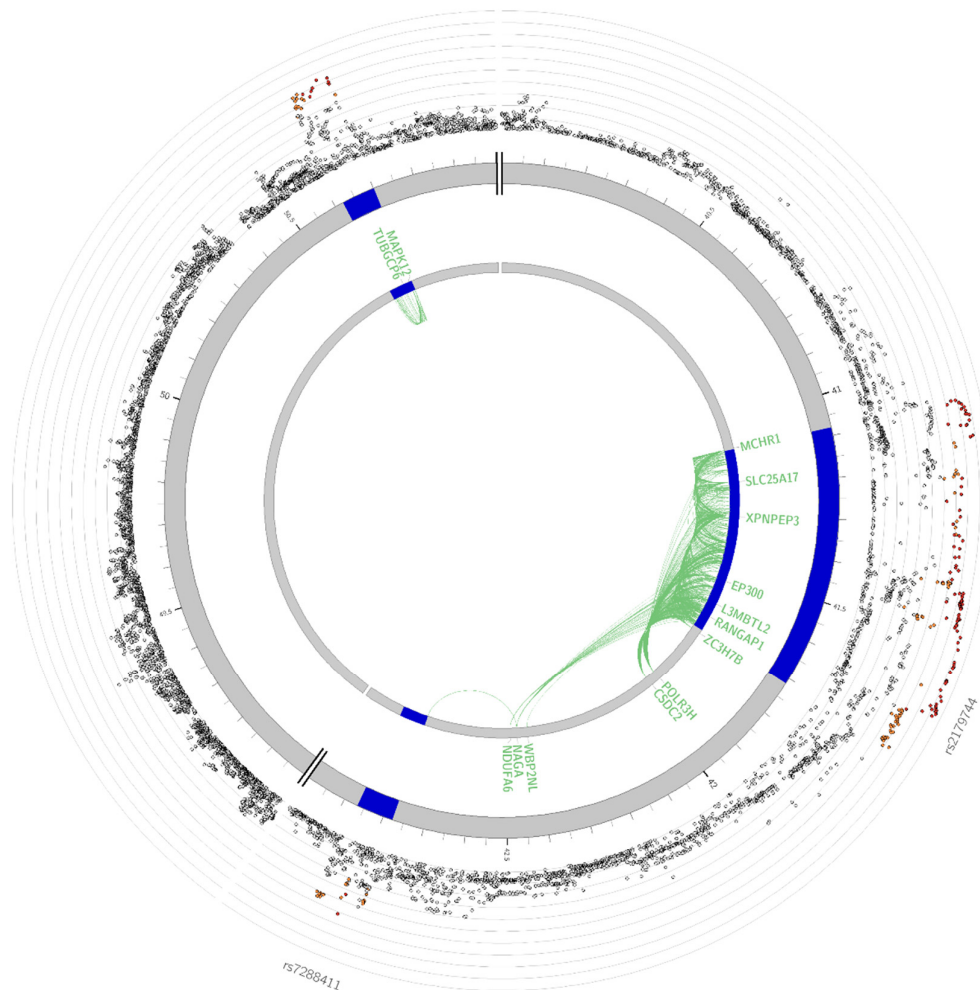 50.5
40.5
MAPK12
TUBGCP6
50
41
MCHR1
SLC25A17
XPNPEP3
EP300
L3MBTL2
RANGAP1
ZC3H7B
49.5
41.5
POLR3H
CSDC2
rs2179744
WBP2NL
NAGA
NDUFA6
42
42.5
rs7288411